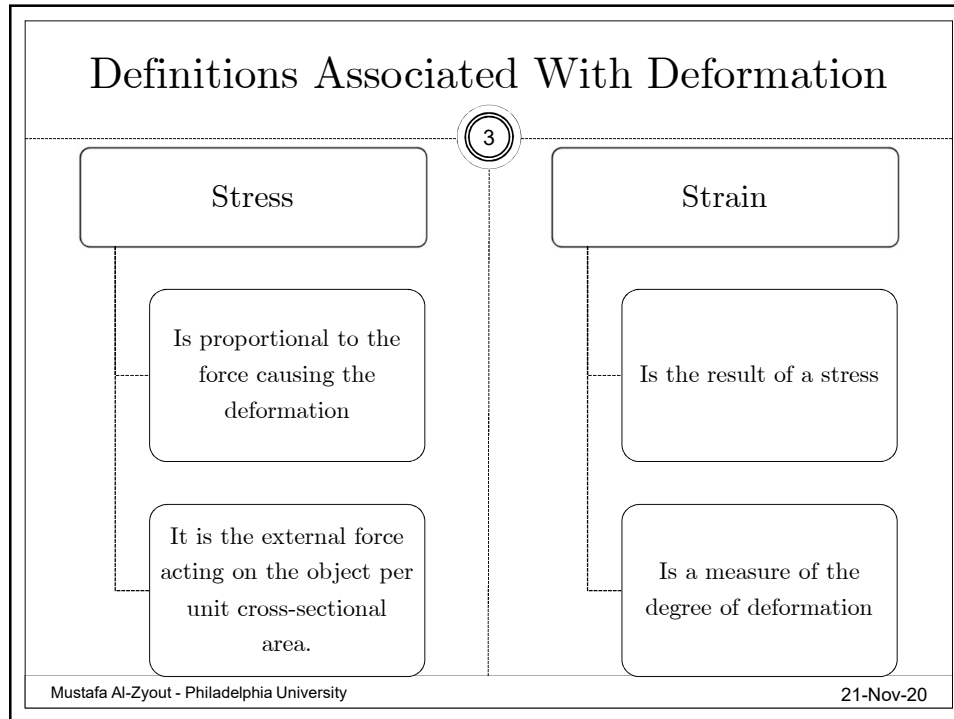 Definitions Associated With Deformation
3
Stress
Is proportional to the
force causing the
deformation
It is the external force
acting on the object per
unit cross-sectional
area.
Strain
Is the result of a stress
Is a measure of the
degree of deformation
Mustafa Al-Zyout - Philadelphia University
21-Nov-20